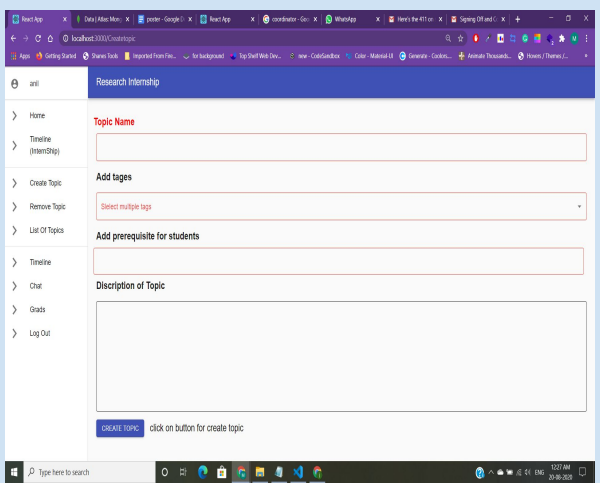 React App
Data | Atlas: Mon
poster - Google D
React App
coordinator - Goo
WhatsApp
Here's the 411 on
Signing Off and G
localhost:3000/Createtopic
Apps
Getting Started
Shanes Tools
Imported From Fire...
for background
Top Shelf Web Dev...
new - CodeSandbox
Color - Material-UI
Generate - Coolors...
Animate Thousands...
Hovers / Themes /...
anil
Research Internship
Home
Timeline
(InternShip)
Create Topic
Remove Topic
List Of Topics
Timeline
Chat
Grads
Log Out
Topic Name
Add tages
Select multiple tags
Add prerequisite for students
Discription of Topic
CREATE TOPIC
click on button for create topic
Type here to search
ENG
12:27 AM
20-08-2020